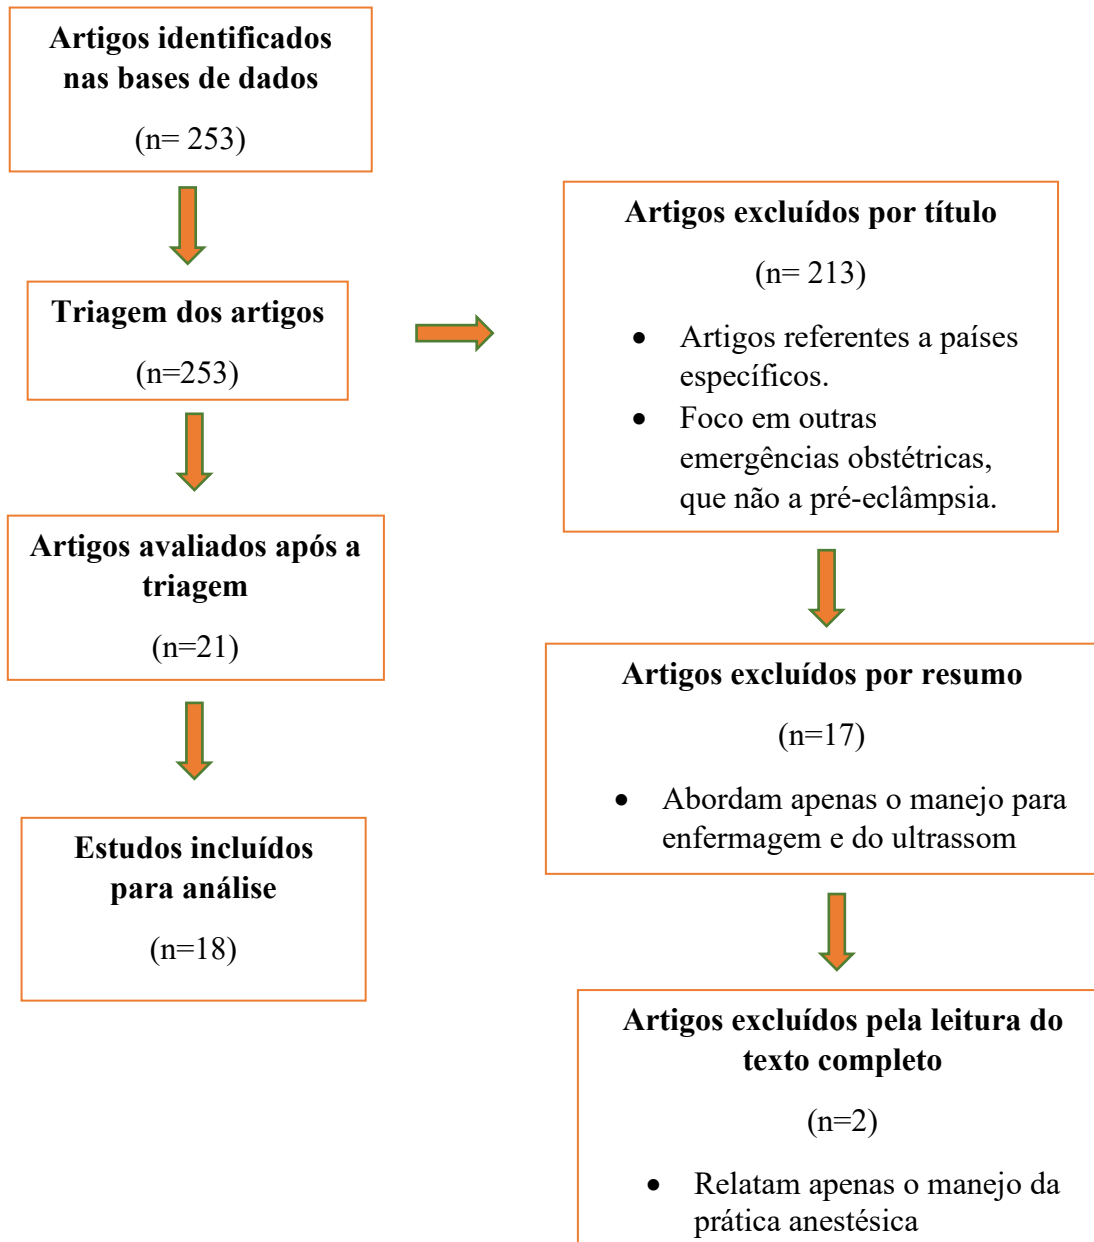 Artigos identificados
nas bases de dados
(n= 253)
Triagem dos artigos
(n=253)
Artigos avaliados após a
triagem
(n=21)
Estudos incluídos
para análise
(n=18)
Artigos excluídos por título
(n= 213)
• Artigos referentes a países
específicos.
• Foco em outras
emergências obstétricas,
que não a pré-eclâmpsia.
Artigos excluídos por resumo
(n=17)
• Abordam apenas o manejo para
enfermagem e do ultrassom
Artigos excluídos pela leitura do
texto completo
(n=2)
• Relatam apenas o manejo da
prática anestésica